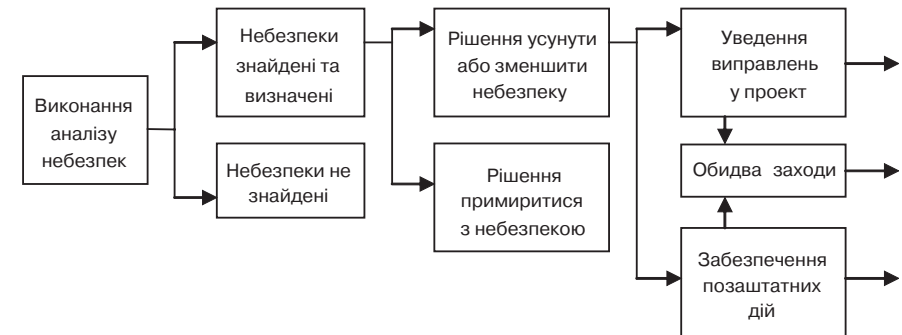 Виконання
аналізу
небезпек
Небезпеки
знайдені та
визначені
Небезпеки не
знайдені
Рішення усунути
або зменшити
небезпеку
Рішення
примиритися
з небезпекою
Уведення
виправлень
у проект
Обидва заходи
Забезпечення
позаштатних
дій